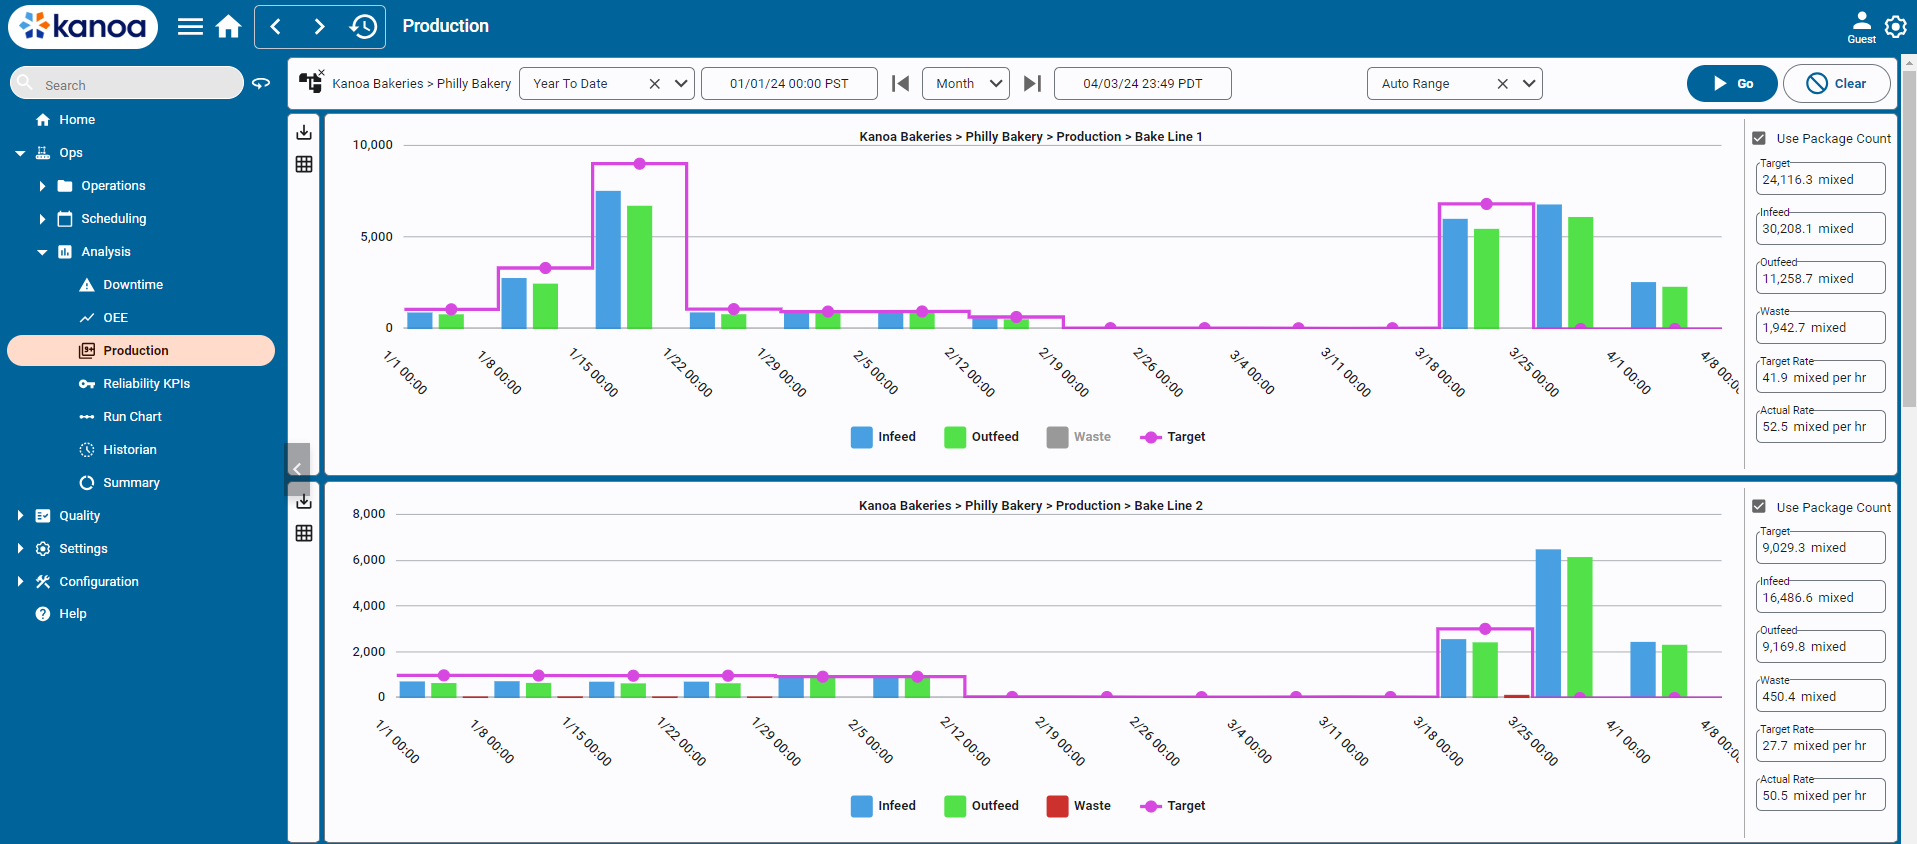 kanoa
Production
Guest
Search
Home
Ops
Operations
Scheduling
Analysis
Downtime
OEE
Production
Reliability KPIs
Run Chart
Historian
Summary
Quality
Settings
Configuration
Help
Kanoa Bakeries > Philly Bakery
Year To Date
01/01/24 00:00 PST
Month
04/03/24 23:49 PDT
Auto Range
Go
Clear
Kanoa Bakeries > Philly Bakery > Production > Bake Line 1
10,000
5,000
0
1/1 00:00
1/8 00:00
1/15 00:00
1/22 00:00
1/29 00:00
2/5 00:00
2/12 00:00
2/19 00:00
2/26 00:00
3/4 00:00
3/11 00:00
3/18 00:00
3/25 00:00
4/1 00:00
4/8 00:00
Infeed
Outfeed
Waste
Target
Use Package Count
Target
24,116.3 mixed
Infeed
30,208.1 mixed
Outfeed
11,258.7 mixed
Waste
1,942.7 mixed
Target Rate
41.9 mixed per hr
Actual Rate
52.5 mixed per hr
Kanoa Bakeries > Philly Bakery > Production > Bake Line 2
8,000
6,000
4,000
2,000
0
1/1 00:00
1/8 00:00
1/15 00:00
1/22 00:00
1/29 00:00
2/5 00:00
2/12 00:00
2/19 00:00
2/26 00:00
3/4 00:00
3/11 00:00
3/18 00:00
3/25 00:00
4/1 00:00
4/8 00:00
Infeed
Outfeed
Waste
Target
Use Package Count
Target
9,029.3 mixed
Infeed
16,486.6 mixed
Outfeed
9,169.8 mixed
Waste
450.4 mixed
Target Rate
27.7 mixed per hr
Actual Rate
50.5 mixed per hr